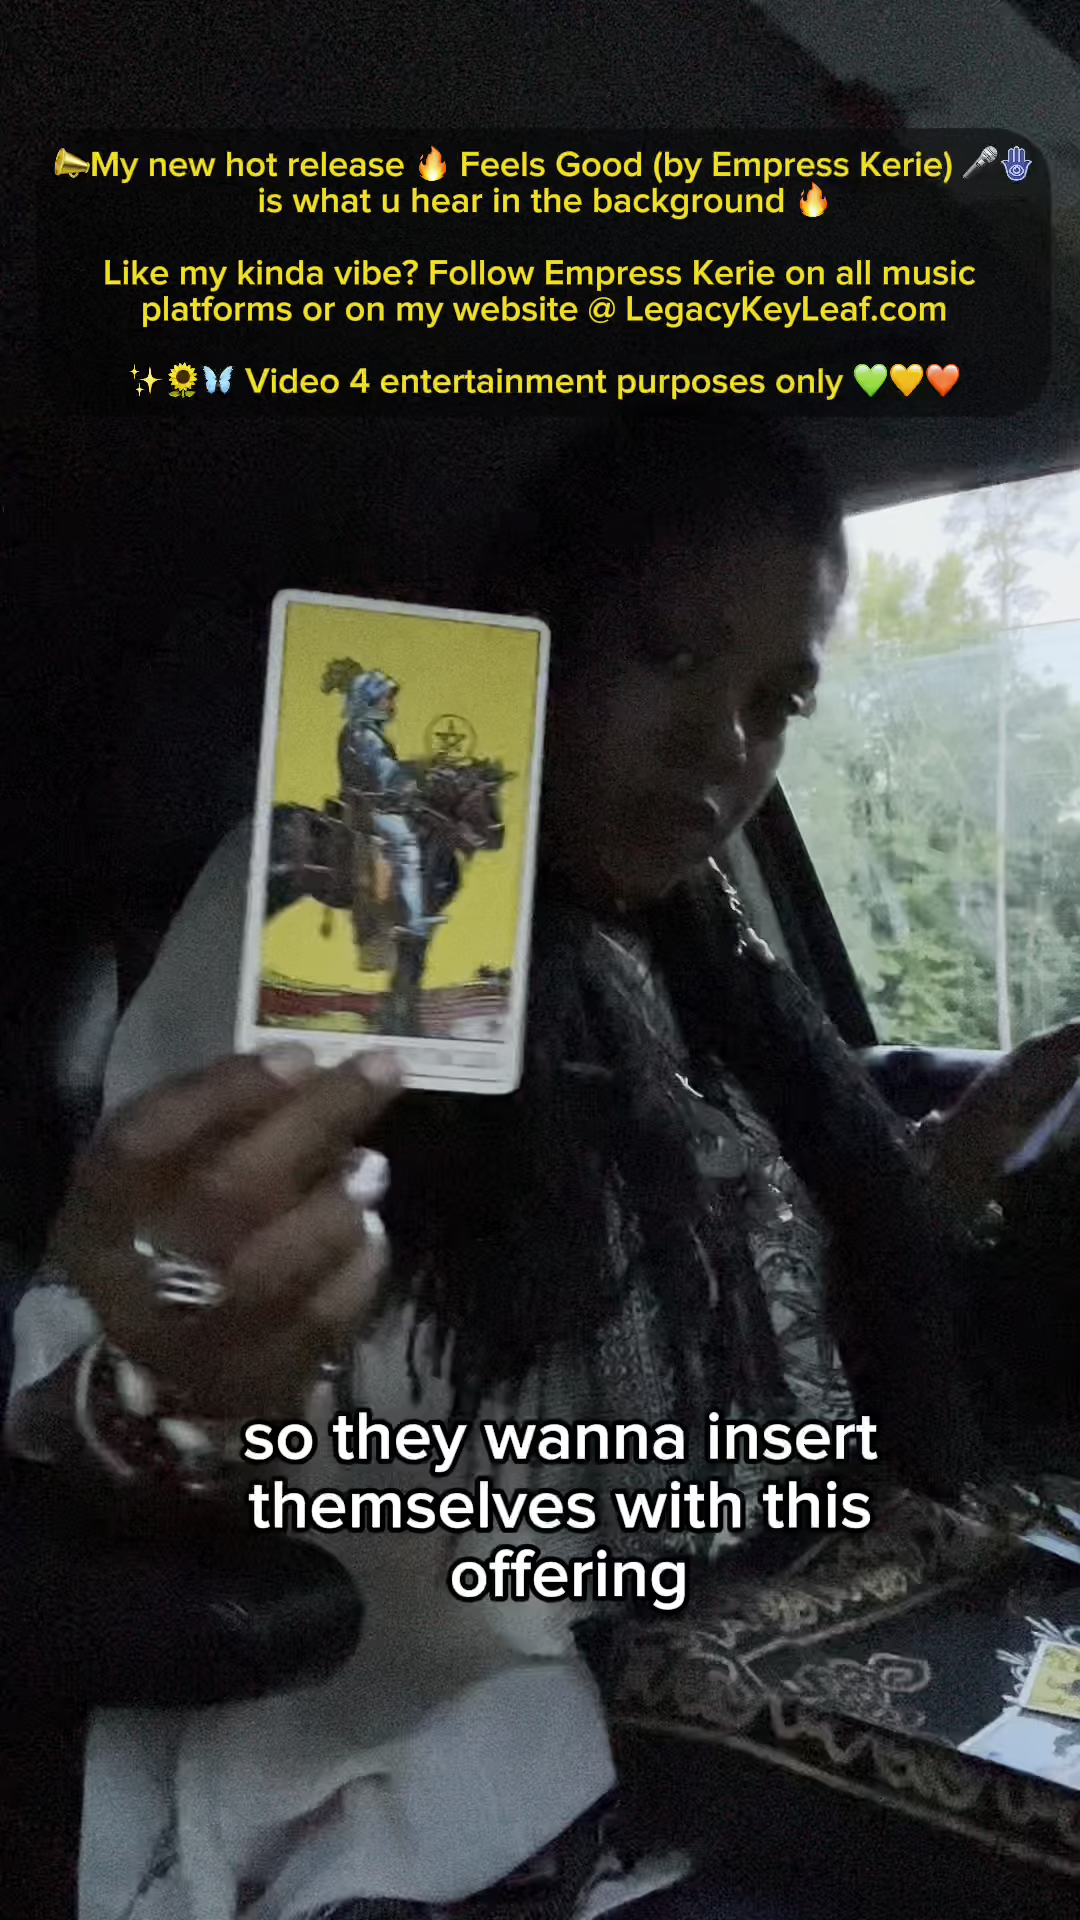 📣My new hot release 🔥 Feels Good (by Empress Kerie) 🎤🪬
is what u hear in the background 🔥
Like my kinda vibe? Follow Empress Kerie on all music
platforms or on my website @ LegacyKeyLeaf.com
✨🌻🦋 Video 4 entertainment purposes only 💚💛🧡
so they wanna insert
themselves with this
offering